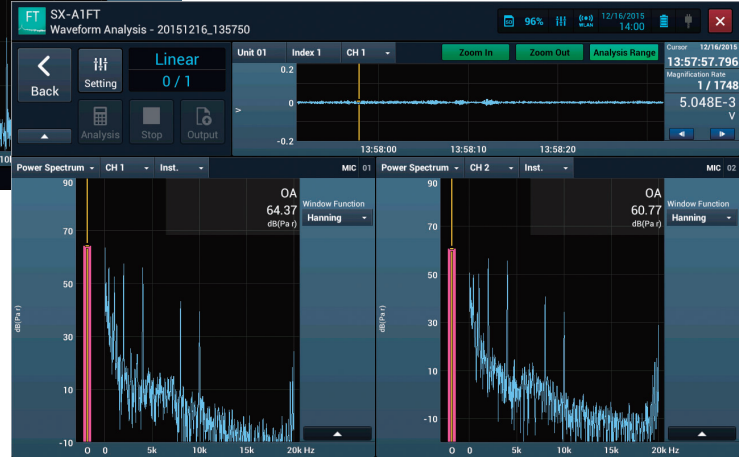 FT SX-A1FT
Waveform Analysis - 20151216_135750
SD 96% WLAN 12/16/2015 14:00
Back
Setting
Linear
0 / 1
Analysis Stop Output
Unit 01 Index 1 CH 1 Zoom In Zoom Out Analysis Range
0.2
0
-0.2
V
13:58:00 13:58:10 13:58:20
Cursor 12/16/2015
13:57:57.796
Magnification Rate
1 / 1748
5.048E-3
V
Power Spectrum CH 1 Inst. MIC 01
90
70
50
30
10
-10
dB(Pa r)
OA
64.37
dB(Pa r)
Window Function
Hanning
0 0 5k 10k 15k 20k Hz
Power Spectrum CH 2 Inst. MIC 02
90
70
50
30
-10
dB(Pa r)
OA
60.77
dB(Pa r)
Window Function
Hanning
0 0 5k 10k 15k 20k Hz